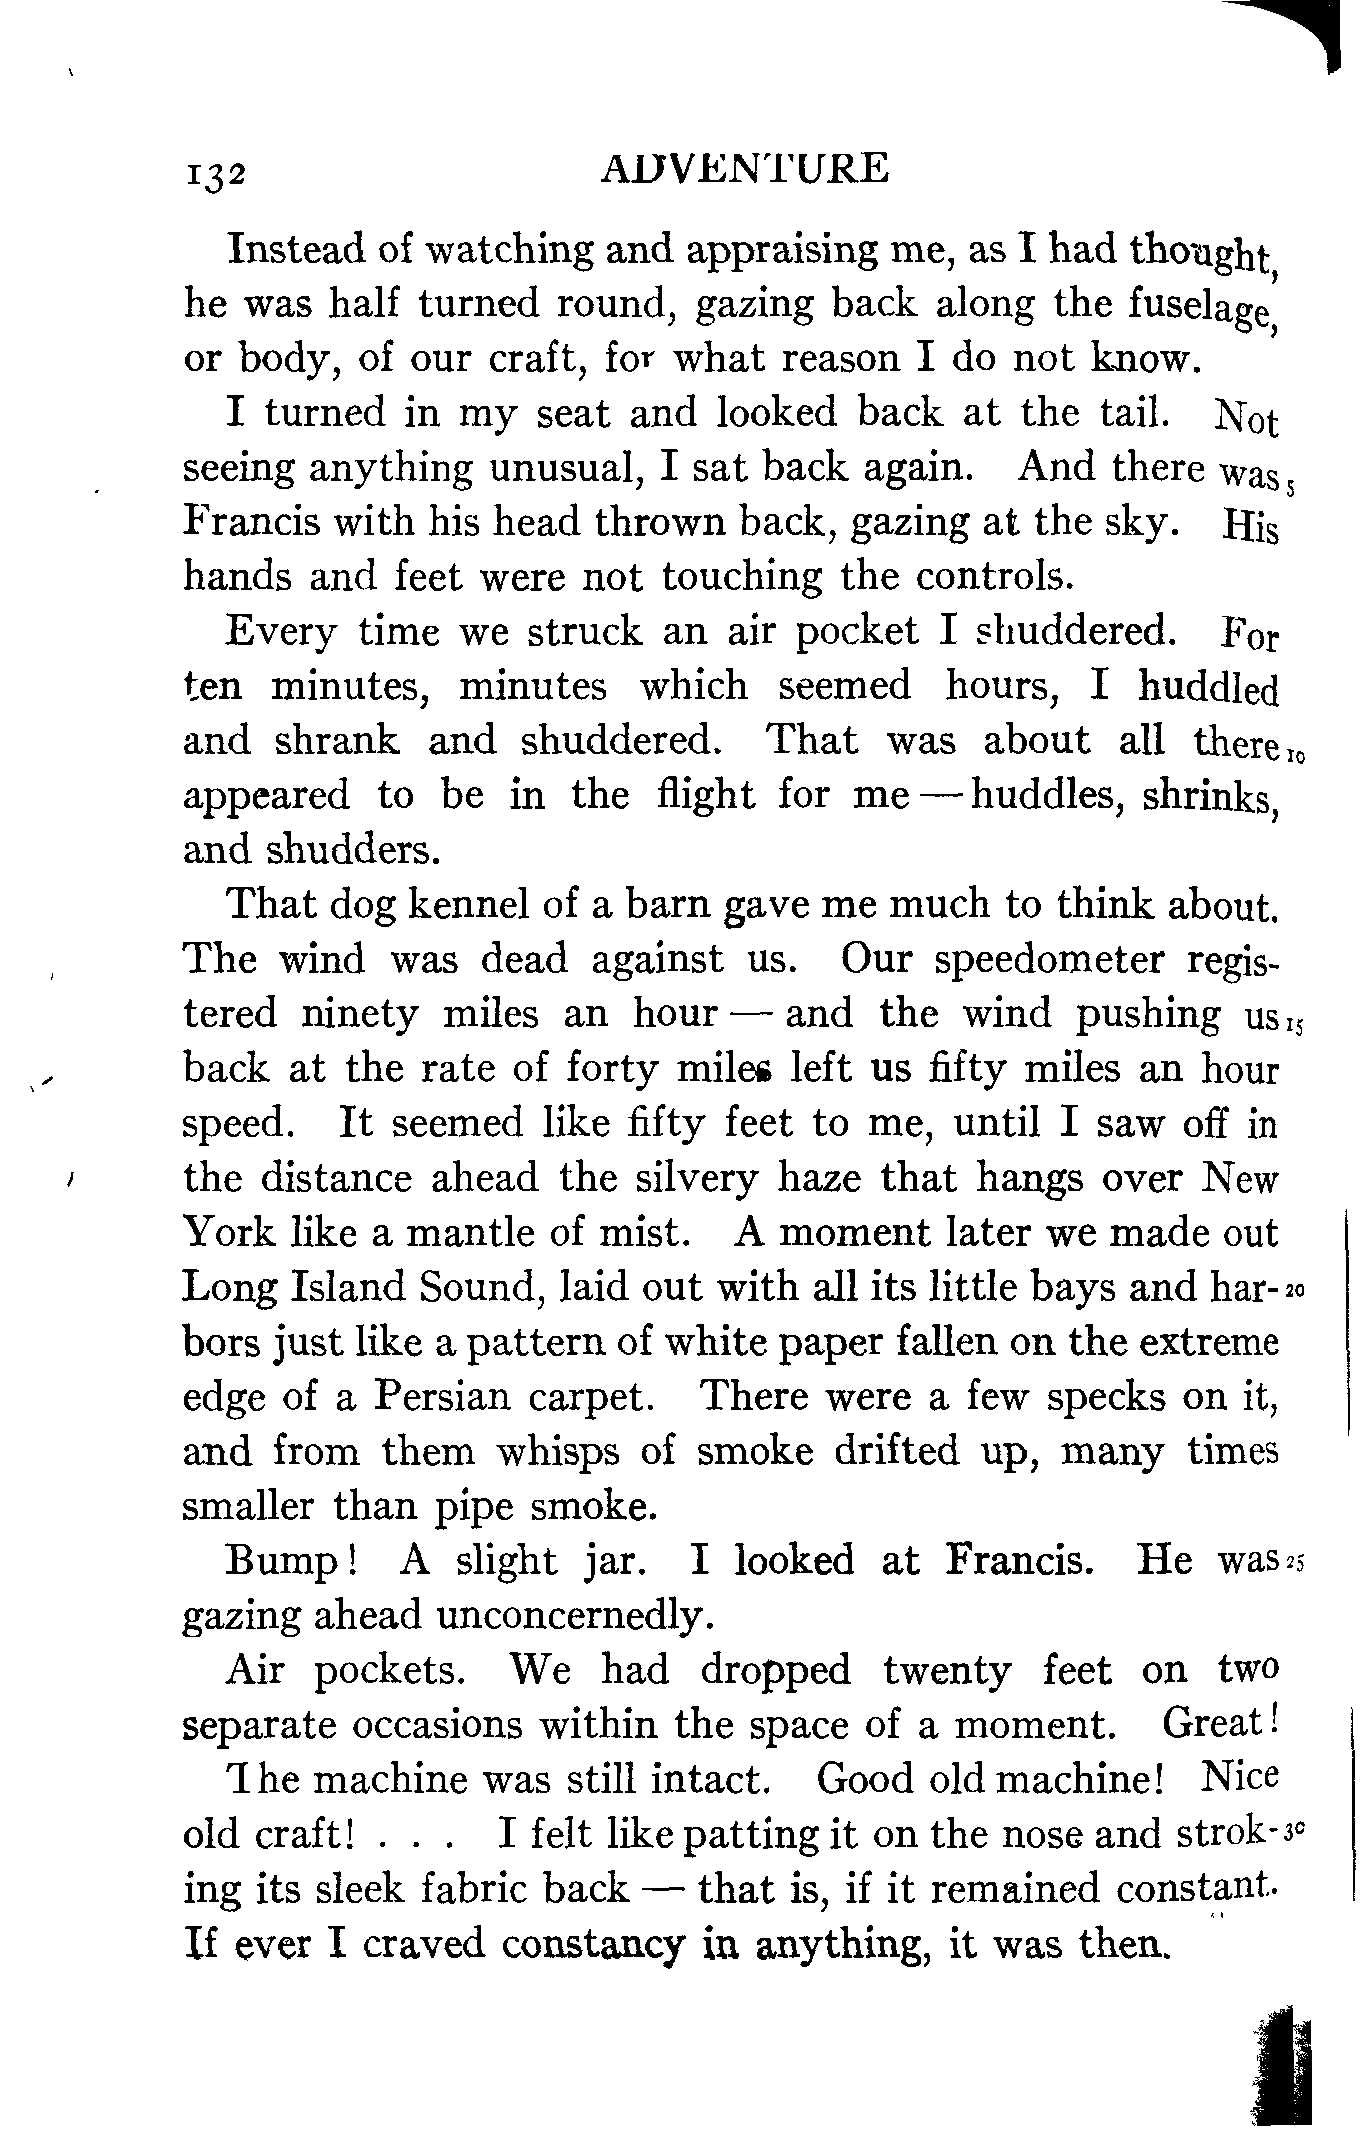 132 ADVENTURE
Instead of watching and appraising me, as I had thought,
he was half turned round, gazing back along the fuselage,
or body, of our craft, for what reason I do not know.
I turned in my seat and looked back at the tail. Not
seeing anything unusual, I sat back again. And there was 5
Francis with his head thrown back, gazing at the sky. His
hands and feet were not touching the controls.
Every time we struck an air pocket I shuddered. For
ten minutes, minutes which seemed hours, I huddled
and shrank and shuddered. That was about all there 10
appeared to be in the flight for me — huddles, shrinks,
and shudders.
That dog kennel of a barn gave me much to think about.
The wind was dead against us. Our speedometer regis-
tered ninety miles an hour — and the wind pushing us 15
back at the rate of forty miles left us fifty miles an hour
speed. It seemed like fifty feet to me, until I saw off in
the distance ahead the silvery haze that hangs over New
York like a mantle of mist. A moment later we made out
Long Island Sound, laid out with all its little bays and har- 20
bors just like a pattern of white paper fallen on the extreme
edge of a Persian carpet. There were a few specks on it,
and from them whisps of smoke drifted up, many times
smaller than pipe smoke.
Bump! A slight jar. I looked at Francis. He was 25
gazing ahead unconcernedly.
Air pockets. We had dropped twenty feet on two
separate occasions within the space of a moment. Great!
The machine was still intact. Good old machine! Nice
old craft! . . . I felt like patting it on the nose and strok- 30
ing its sleek fabric back — that is, if it remained constant.
If ever I craved constancy in anything, it was then.